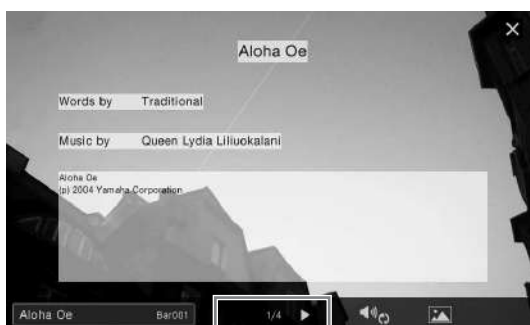 Aloha Oe
Words by Traditional
Music by Queen Lydia Liliuokalani
Aloha Oe
(p) 2004 Yamaha Corporation
Aloha Oe Bar001
1/4